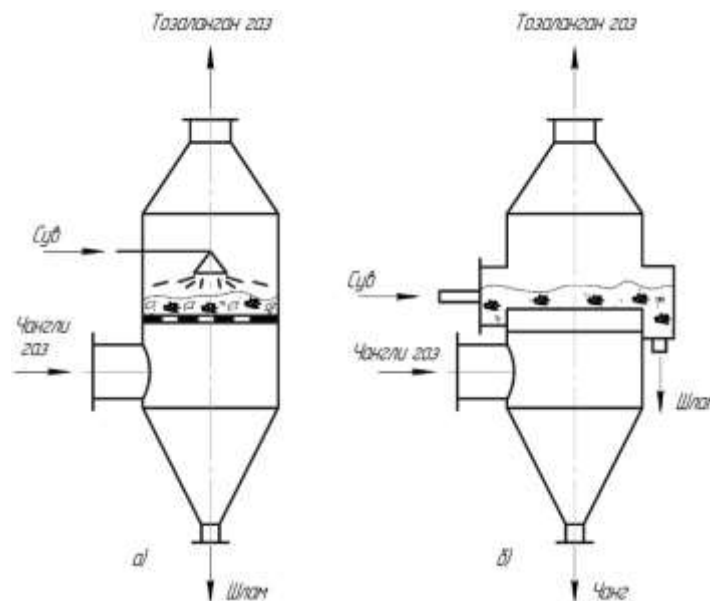 Тозаланган газ
Тозаланган газ
Сув
Чангли
газ
а)
Шлам
Сув
Чангли газ
Шлам
б)
Чанг